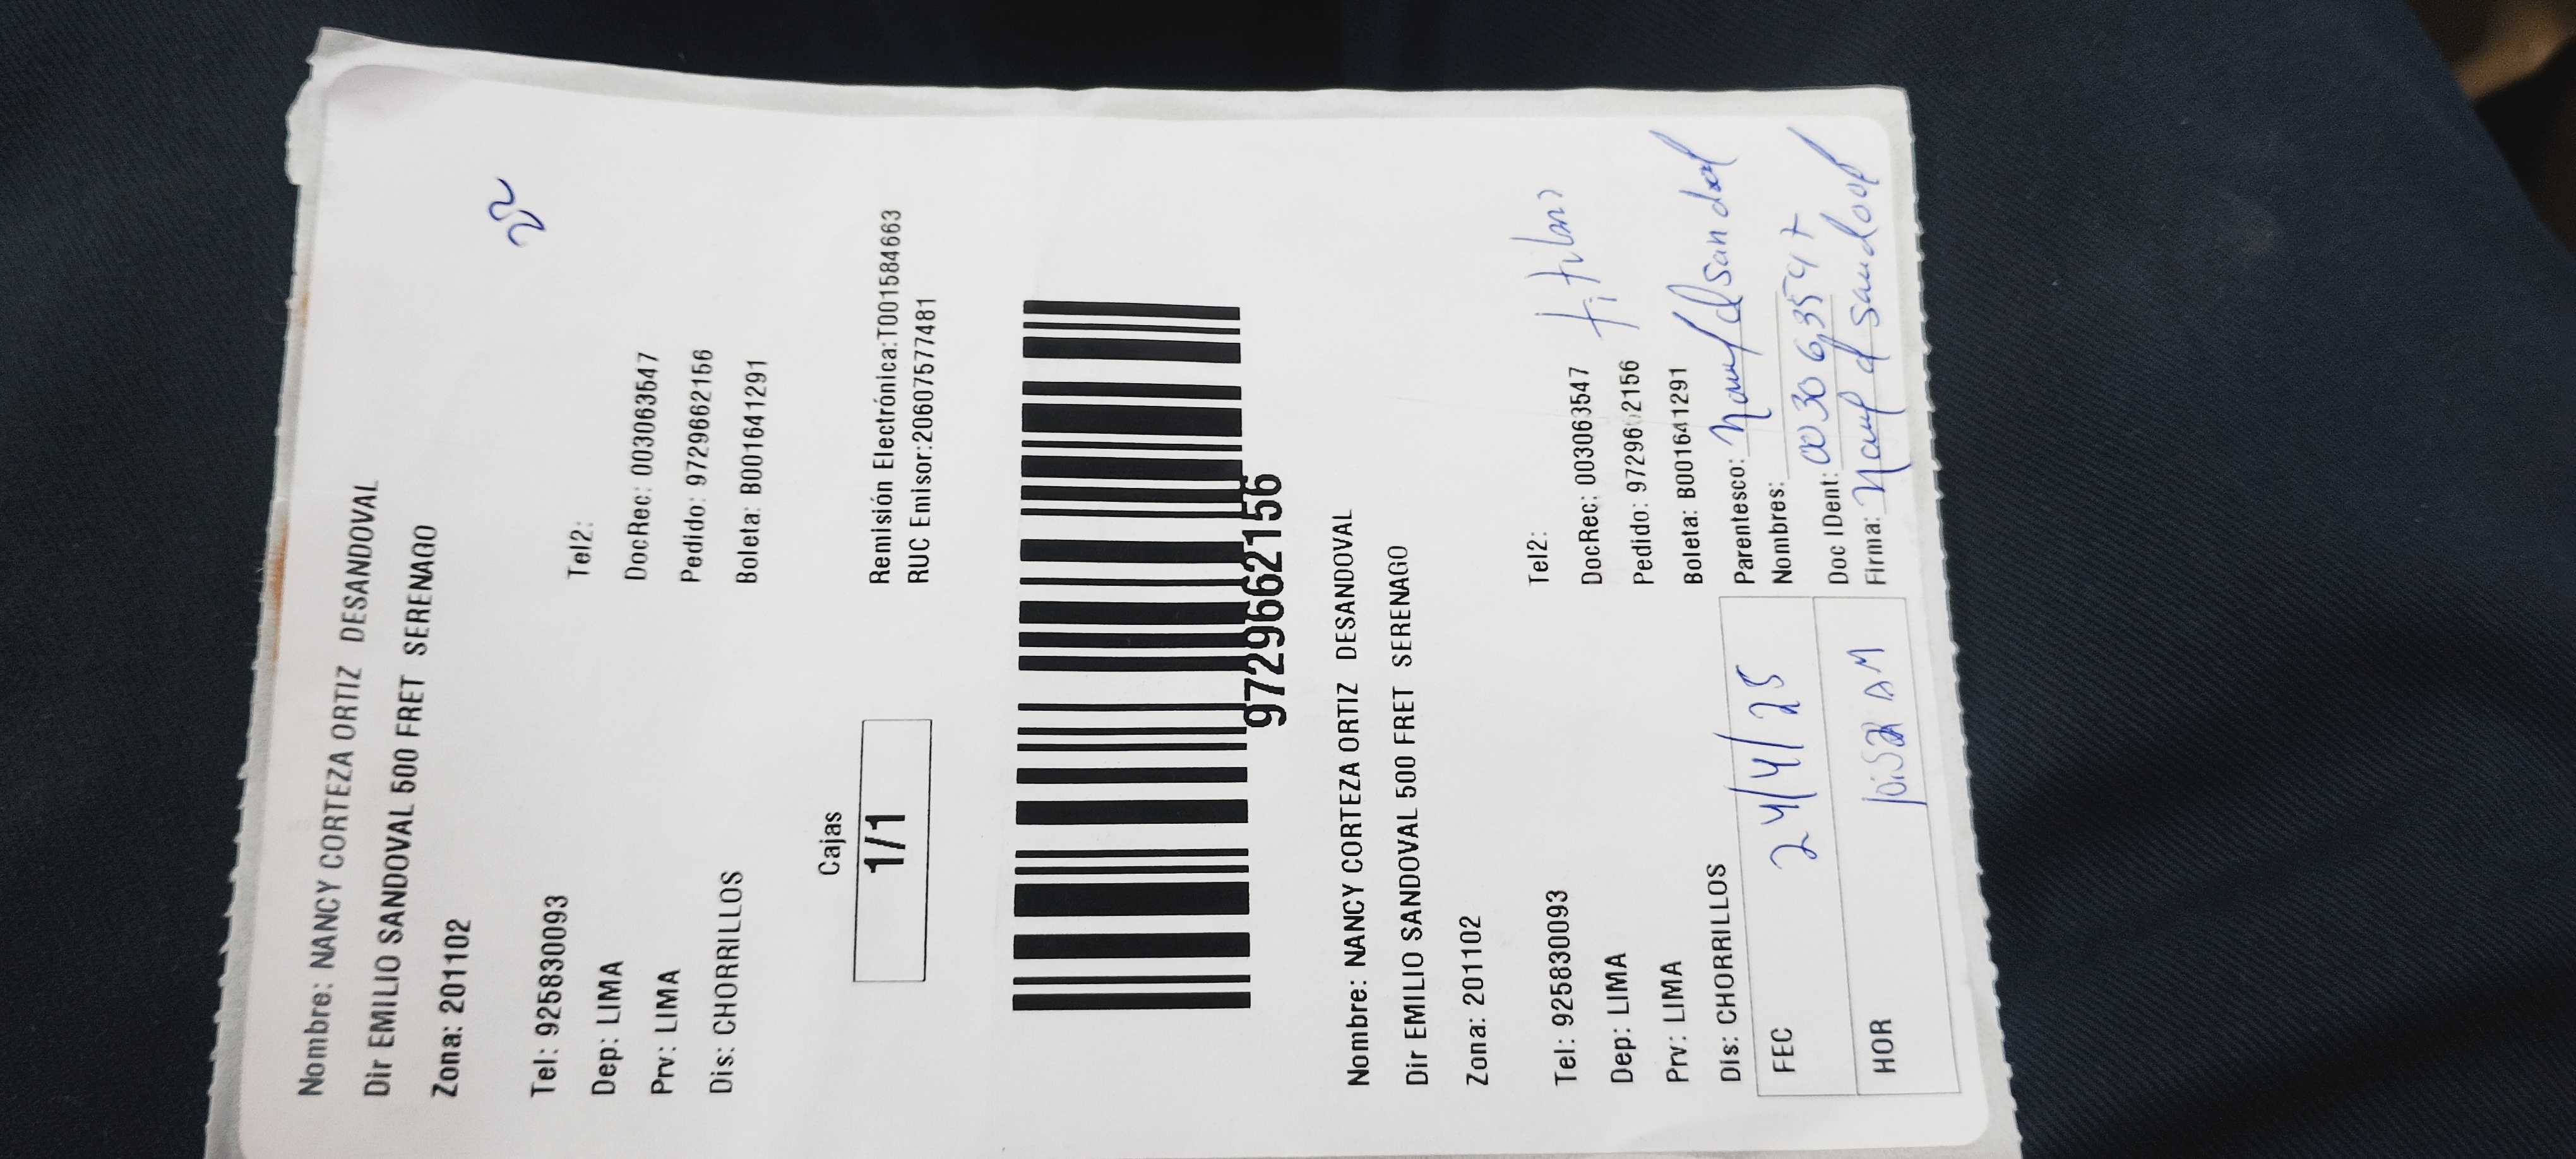 Nombre: NANCY CORTEZA ORTIZ DESANDOVAL
Dir EMILIO SANDOVAL 500 FRET SERENAGO
Zona: 201102
Tel: 925830093 Tel2:
Dep: LIMA DocRec: 003063547
Prv: LIMA Pedido: 9729662156
Dis: CHORRILLOS Boleta: B001641291
Cajas
1/1
Remisión Electrónica:T001584663
RUC Emisor:20607577481
9729662156
Nombre: NANCY CORTEZA ORTIZ DESANDOVAL
Dir EMILIO SANDOVAL 500 FRET SERENAGO
Zona: 201102
Tel: 925830093 Tel2:
Dep: LIMA DocRec: 003063547
Prv: LIMA Pedido: 9729662156
Dis: CHORRILLOS Boleta: B001641291
Parentesco:
FEC 24/4/25 Nombres:
Doc IDent: 003063547
HOR AM Firma: